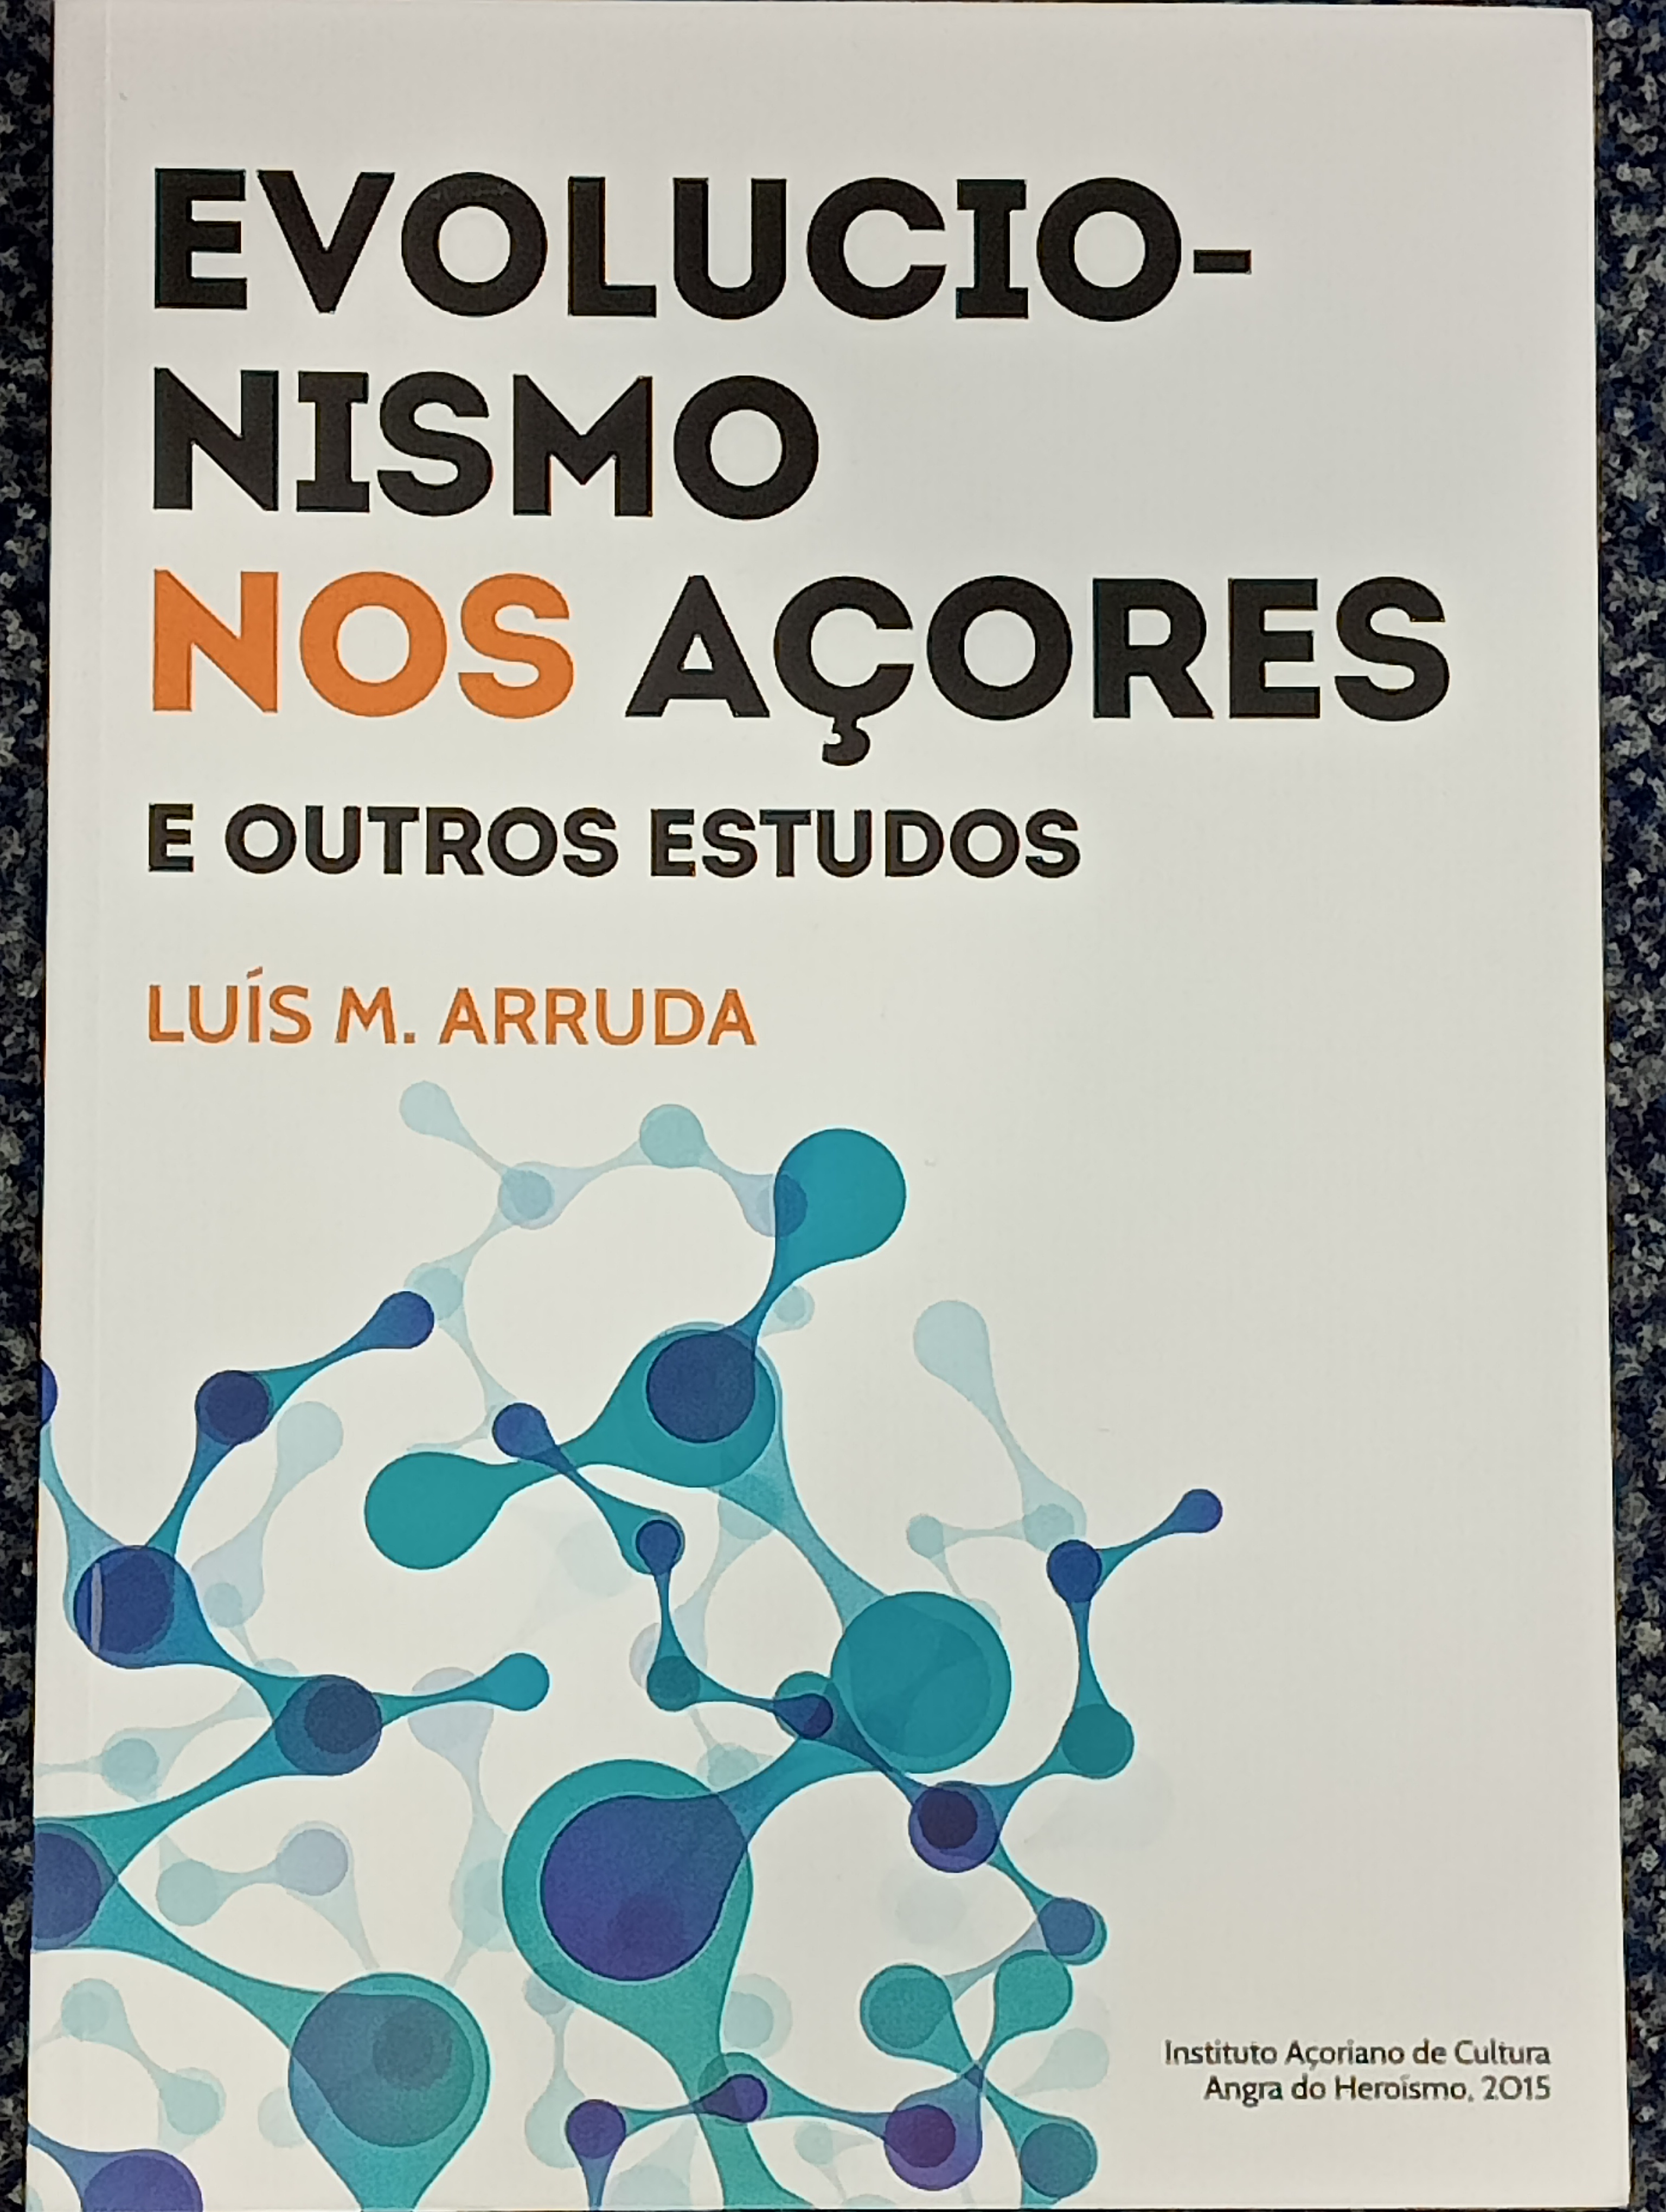 EVOLUCIO-
NISMO
NOS AÇORES
E OUTROS ESTUDOS
LUÍS M. ARRUDA
Instituto Açoriano de Cultura
Angra do Heroísmo, 2015